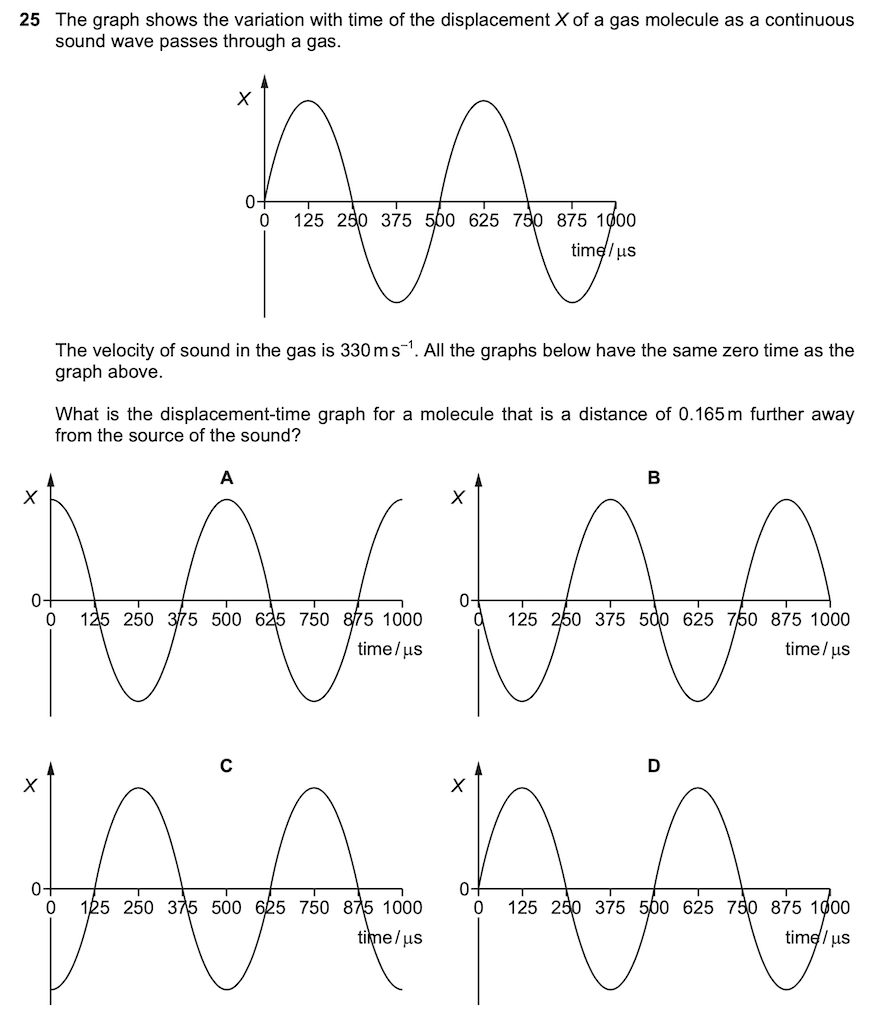 25 The graph shows the variation with time of the displacement X of a gas molecule as a continuous
sound wave passes through a gas.
X
0
0 125 250 375 500 625 750 875 1000
time / μs
The velocity of sound in the gas is 330 m s⁻¹. All the graphs below have the same zero time as the
graph above.
What is the displacement-time graph for a molecule that is a distance of 0.165 m further away
from the source of the sound?
A
X
0
0 125 250 375 500 625 750 875 1000
time / μs
B
X
0
0 125 250 375 500 625 750 875 1000
time / μs
C
X
0
0 125 250 375 500 625 750 875 1000
time / μs
D
X
0
0 125 250 375 500 625 750 875 1000
time / μs